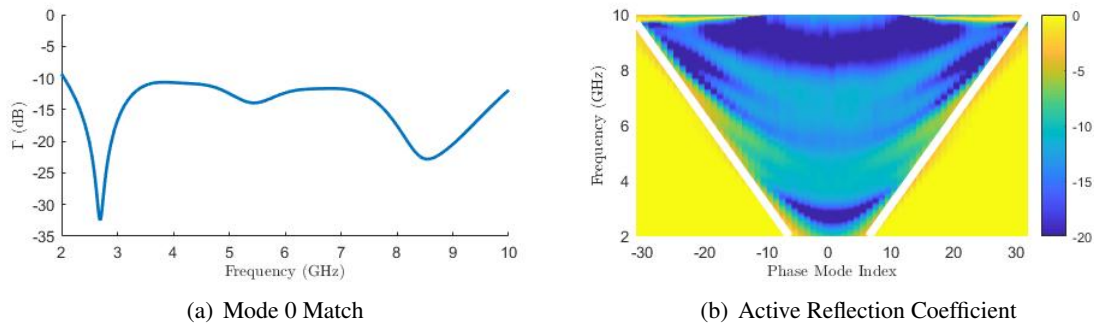 0
-5
-10
-15
-20
-25
-30
-35
Γ (dB)
2 3 4 5 6 7 8 9 10
Frequency (GHz)
(a) Mode 0 Match
10
8
6
4
2
Frequency (GHz)
-30 -20 -10 0 10 20 30
Phase Mode Index
0
-5
-10
-15
-20
(b) Active Reflection Coefficient